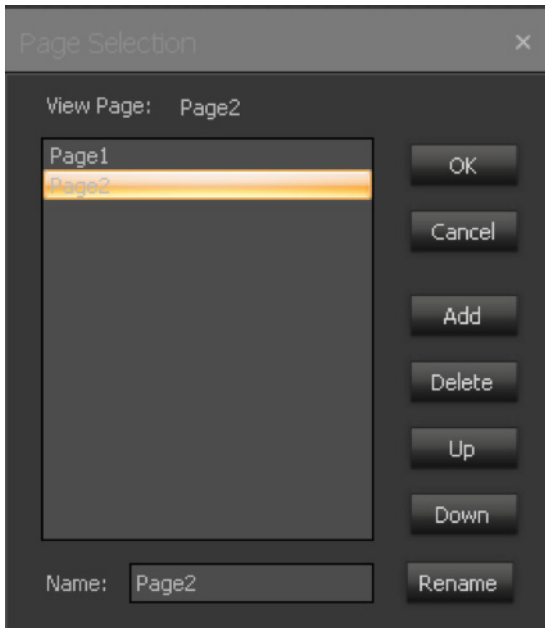 Page Selection
View Page: Page2
Page1
Page2
OK
Cancel
Add
Delete
Up
Down
Name: Page2
Rename